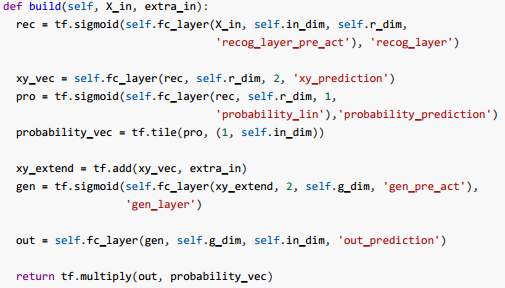 def build(self, X_in, extra_in):
rec = tf.sigmoid(self.fc_layer(X_in, self.in_dim, self.r_dim,
'recog_layer_pre_act'), 'recog_layer')
xy_vec = self.fc_layer(rec, self.r_dim, 2, 'xy_prediction')
pro = tf.sigmoid(self.fc_layer(rec, self.r_dim, 1,
'probability_lin'),'probability_prediction')
probability_vec = tf.tile(pro, (1, self.in_dim))
xy_extend = tf.add(xy_vec, extra_in)
gen = tf.sigmoid(self.fc_layer(xy_extend, 2, self.g_dim, 'gen_pre_act'),
'gen_layer')
out = self.fc_layer(gen, self.g_dim, self.in_dim, 'out_prediction')
return tf.multiply(out, probability_vec)